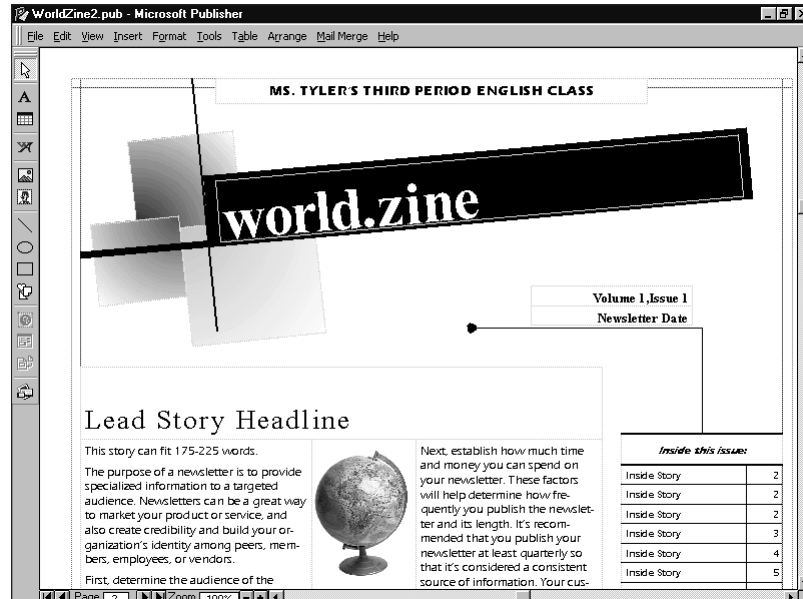 WorldZine2.pub - Microsoft Publisher
File Edit View Insert Format Tools Table Arrange Mail Merge Help
MS. TYLER'S THIRD PERIOD ENGLISH CLASS
world.zine
Volume 1,Issue 1
Newsletter Date
Lead Story Headline
This story can fit 175-225 words.
The purpose of a newsletter is to provide
specialized information to a targeted
audience. Newsletters can be a great way
to market your product or service, and
also create credibility and build your or-
ganization's identity among peers, mem-
bers, employees, or vendors.
First, determine the audience of the
Next, establish how much time
and money you can spend on
your newsletter. These factors
will help determine how fre-
quently you publish the newslet-
ter and its length. It's recom-
mended that you publish your
newsletter at least quarterly so
that it's considered a consistent
source of information. Your cus-
Inside this issue:
Inside Story 2
Inside Story 2
Inside Story 2
Inside Story 3
Inside Story 4
Inside Story 5
Page 2 Zoom 100%